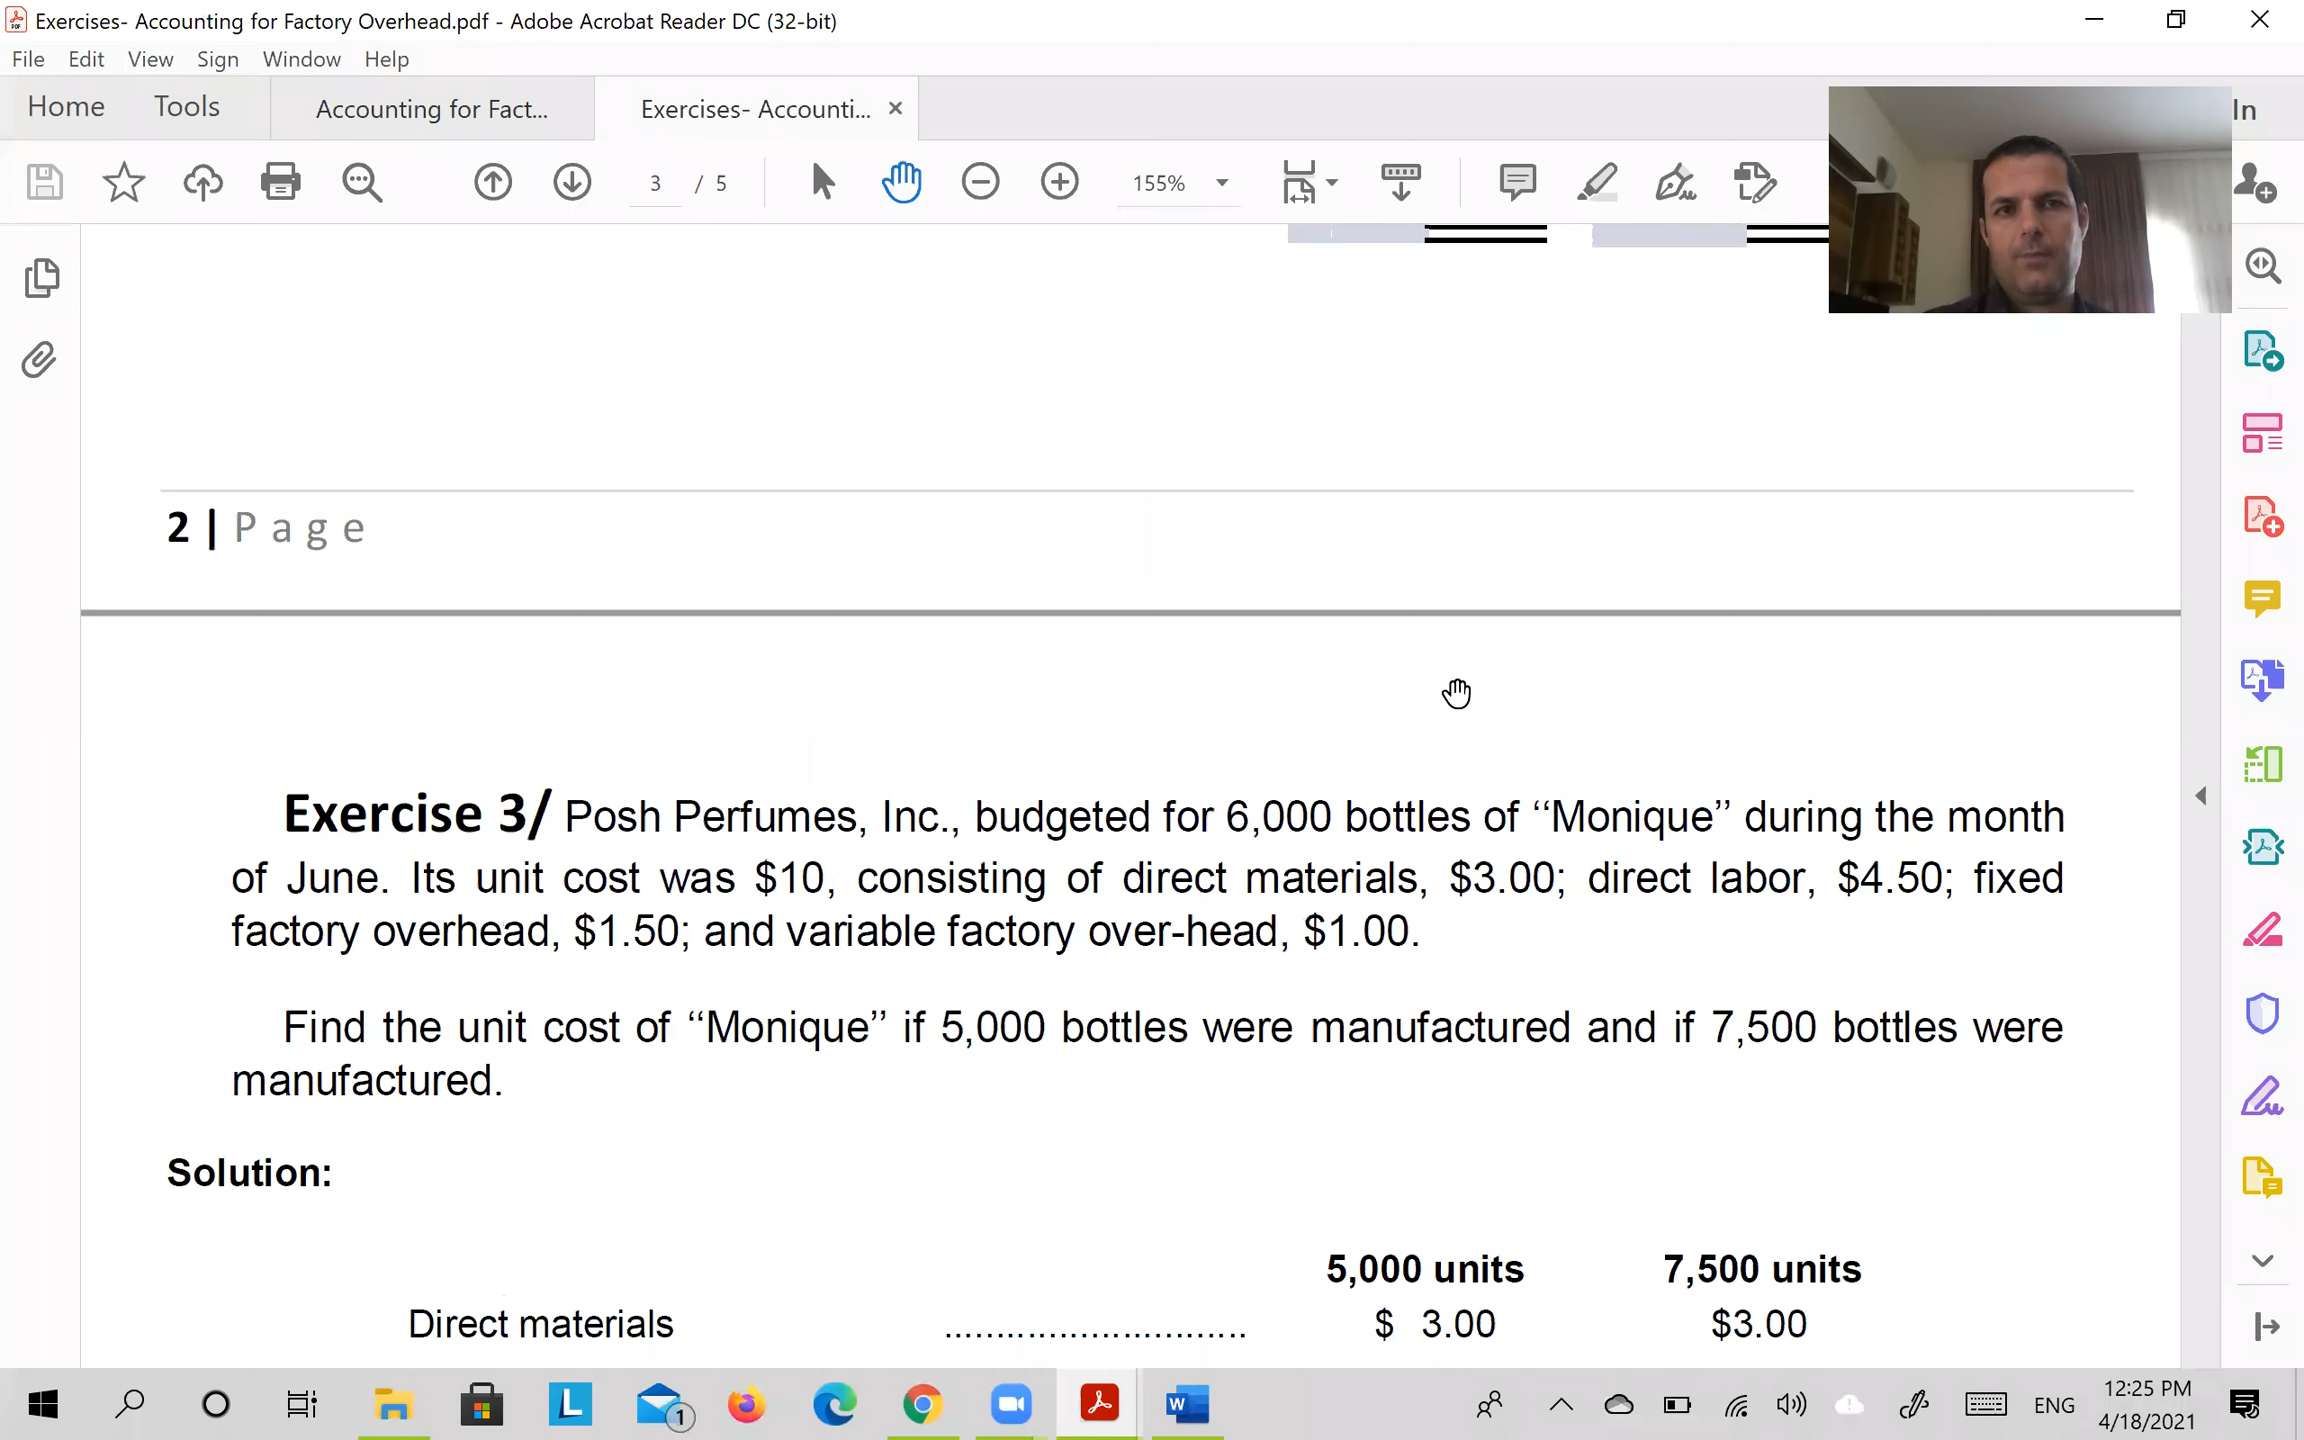 Exercises- Accounting for Factory Overhead.pdf - Adobe Acrobat Reader DC (32-bit)
File Edit View Sign Window Help
Home Tools Accounting for Fact... Exercises- Accounti... In
3 / 5 155%
2 | Page
Exercise 3/ Posh Perfumes, Inc., budgeted for 6,000 bottles of ‘‘Monique’’ during the month
of June. Its unit cost was $10, consisting of direct materials, $3.00; direct labor, $4.50; fixed
factory overhead, $1.50; and variable factory over-head, $1.00.
Find the unit cost of ‘‘Monique’’ if 5,000 bottles were manufactured and if 7,500 bottles were
manufactured.
Solution:
5,000 units 7,500 units
Direct materials ............................. $ 3.00 $3.00
L 1 W ENG 12:25 PM
4/18/2021